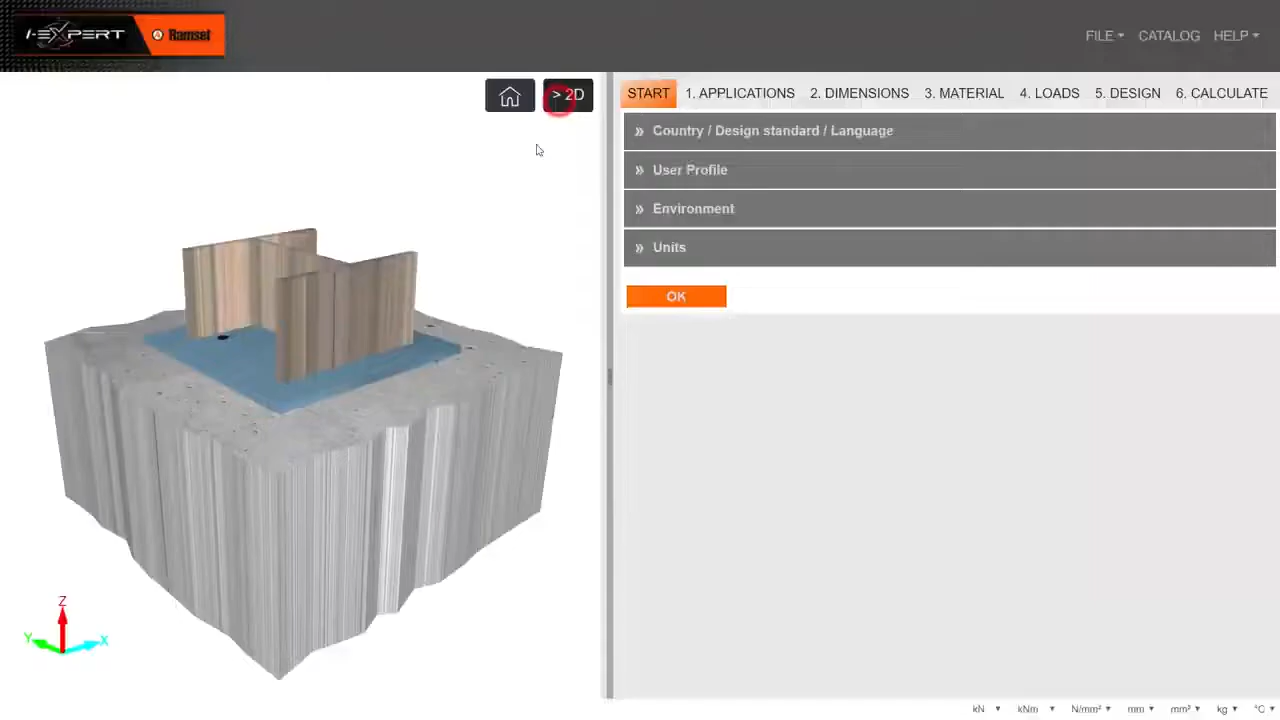 i-EXPERT Ramset
FILE CATALOG HELP
> 2D
START 1. APPLICATIONS 2. DIMENSIONS 3. MATERIAL 4. LOADS 5. DESIGN 6. CALCULATE
» Country / Design standard / Language
» User Profile
» Environment
» Units
OK
Z
Y X
kN kNm N/mm² mm mm² kg °C